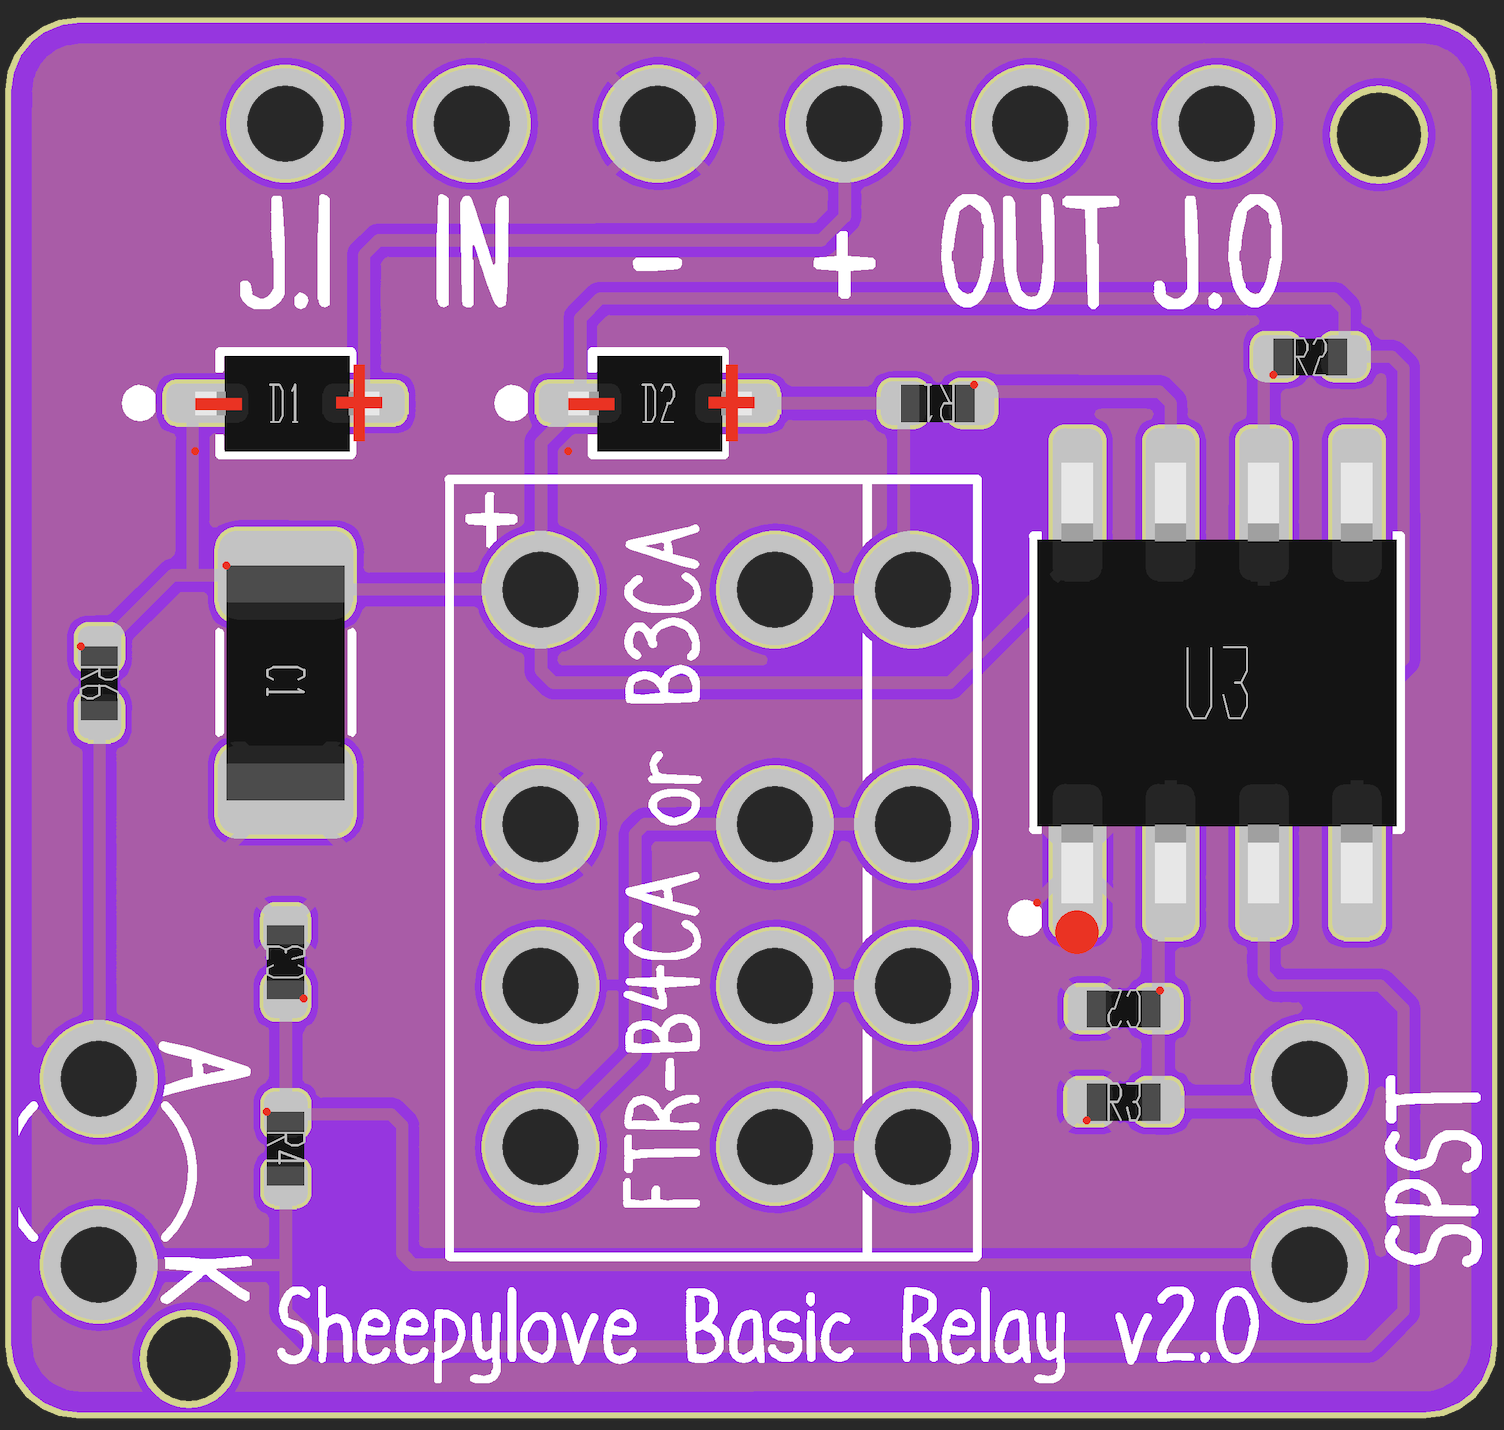 J.I IN - + OUT J.O
R2
D1
D2
R1
+
B3CA
FTR-B4CA or
C1
U3
R6
R3
R4
A
K
SPST
Sheepylove Basic Relay v2.0